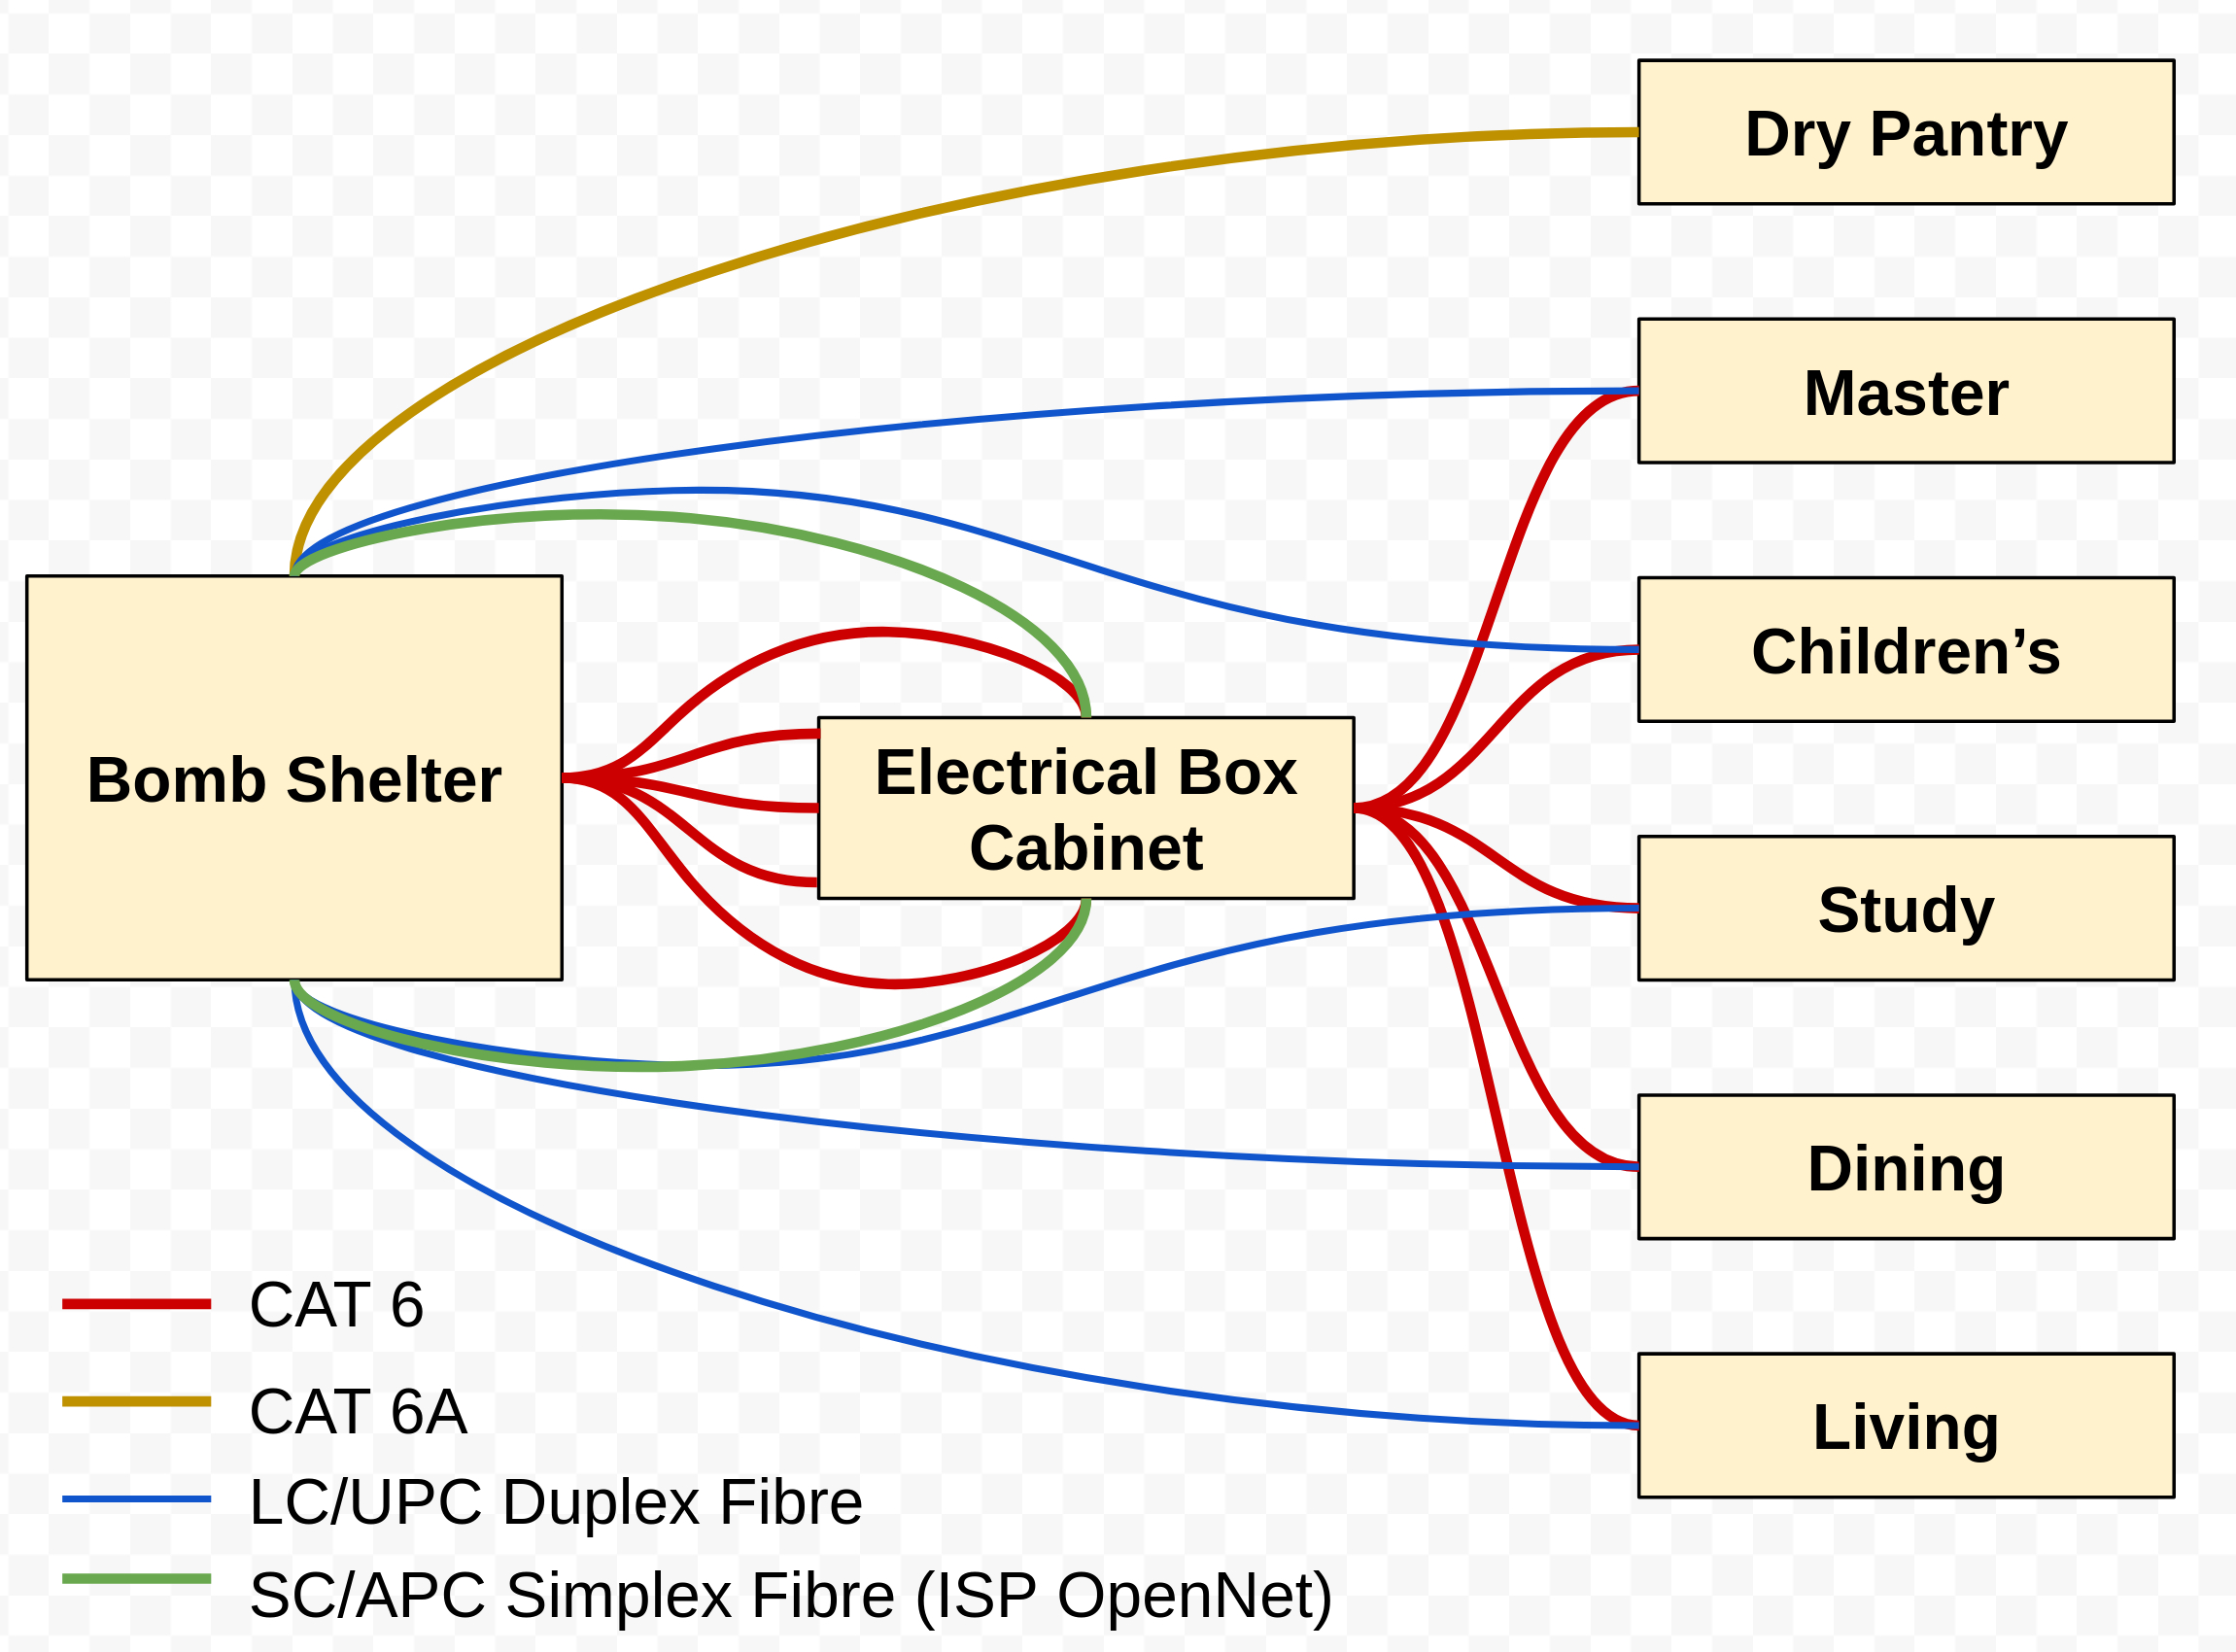 Dry Pantry
Master
Children’s
Bomb Shelter
Electrical Box
Cabinet
Study
Dining
Living
CAT 6
CAT 6A
LC/UPC Duplex Fibre
SC/APC Simplex Fibre (ISP OpenNet)